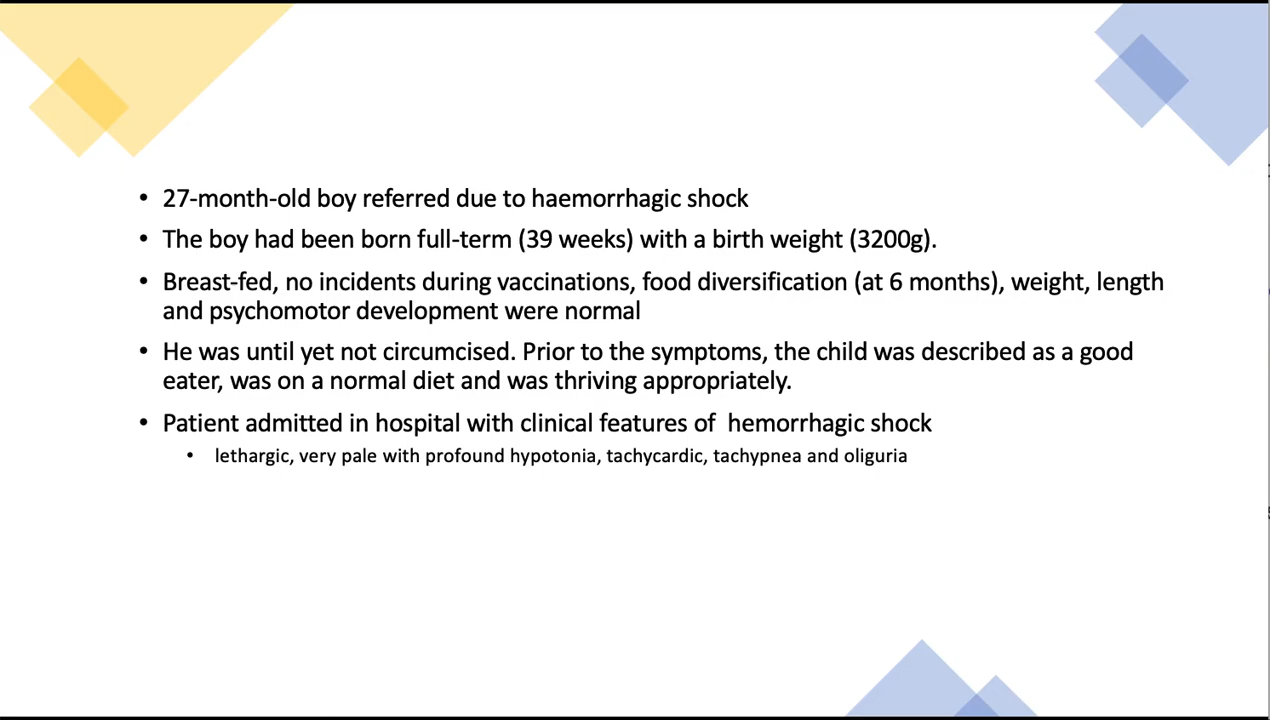 • 27-month-old boy referred due to haemorrhagic shock
• The boy had been born full-term (39 weeks) with a birth weight (3200g).
• Breast-fed, no incidents during vaccinations, food diversification (at 6 months), weight, length
and psychomotor development were normal
• He was until yet not circumcised. Prior to the symptoms, the child was described as a good
eater, was on a normal diet and was thriving appropriately.
• Patient admitted in hospital with clinical features of  hemorrhagic shock
• lethargic, very pale with profound hypotonia, tachycardic, tachypnea and oliguria